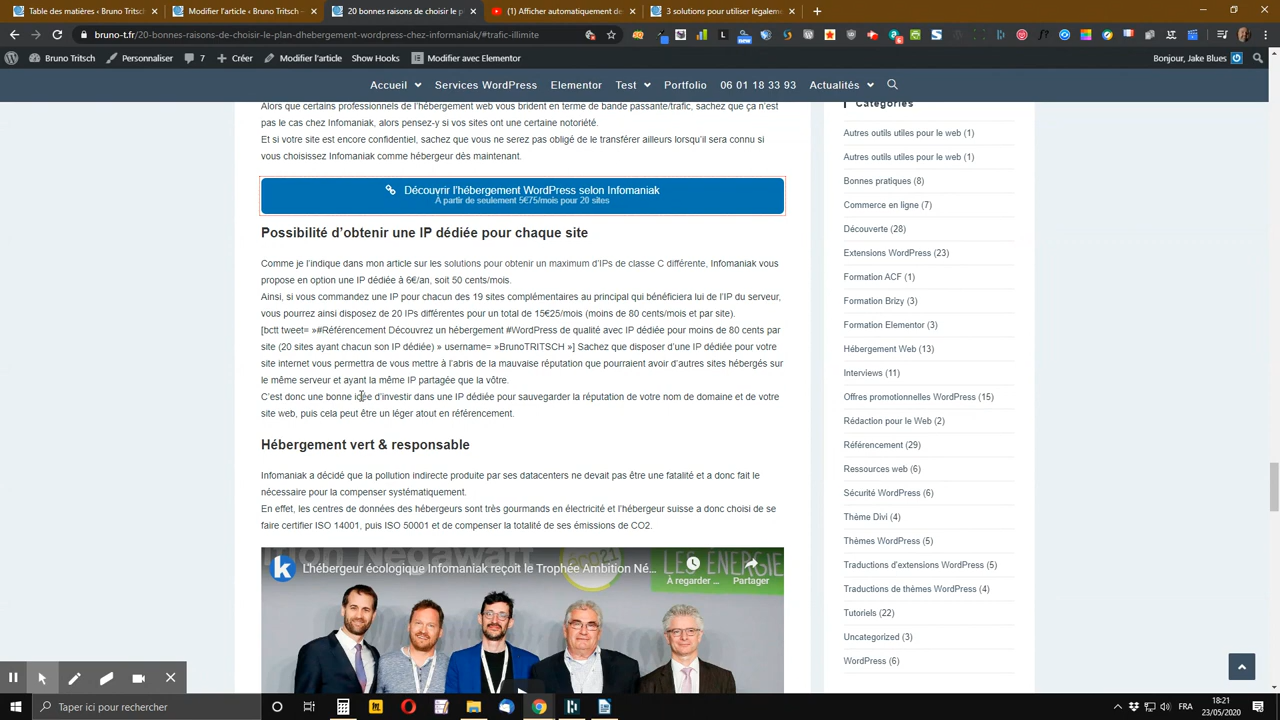 Table des matières
Modifier l'article
Modifier 20 idées de p
(1) Afficher automatiquement de
3 solutions pour utiliser légaleme
bruno-t.fr/20-bonnes-raisons-de-choisir-le-plan-dhebergement-wordpress-chez-infomaniak/#trafic-illimite
Bruno Tritsch
Personnaliser
7
Créer
Modifier l'article
Show Hooks
Modifier avec Elementor
Bonjour, Jake Blues
Accueil
Services WordPress
Elementor
Test
Portfolio
06 01 18 33 93
Actualités
Alors que certains professionnels de l'hébergement web vous brident en terme de bande passante/trafic, sachez que ça n'est
pas le cas chez Infomaniak, alors pensez-y si vos sites ont une certaine notoriété.
Et si votre site est encore confidentiel, sachez que vous ne serez pas obligé de le transférer ailleurs lorsqu'il sera connu si
vous choisissez Infomaniak comme hébergeur dès maintenant.
Découvrir l'hébergement WordPress selon Infomaniak
À partir de seulement 5€75/mois pour 20 sites
Possibilité d'obtenir une IP dédiée pour chaque site
Comme je l'indique dans mon article sur les solutions pour obtenir un maximum d'IPs de classe C différente, Infomaniak vous
propose en option une IP dédiée à 6€/an, soit 50 cents/mois.
Ainsi, si vous commandez une IP pour chacun des 19 sites complémentaires au principal qui bénéficiera lui de l'IP du serveur,
vous pourrez ainsi disposez de 20 IPs différentes pour un total de 15€25/mois (moins de 80 cents/mois et par site).
[bctt tweet= »#Référencement Découvrez un hébergement #WordPress de qualité avec IP dédiée pour moins de 80 cents par
site (20 sites ayant chacun son IP dédiée) » username= »BrunoTRITSCH »] Sachez que disposer d'une IP dédiée pour votre
site internet vous permettra de vous mettre à l'abris de la mauvaise réputation que pourraient avoir d'autres sites hébergés sur
le même serveur et ayant la même IP partagée que la vôtre.
C'est donc une bonne idée d'investir dans une IP dédiée pour sauvegarder la réputation de votre nom de domaine et de votre
site web, puis cela peut être un léger atout en référencement.
Hébergement vert & responsable
Infomaniak a décidé que la pollution indirecte produite par ses datacenters ne devait pas être une fatalité et a donc fait le
nécessaire pour la compenser systématiquement.
En effet, les centres de données des hébergeurs sont très gourmands en électricité et l'hébergeur suisse a donc choisi de se
faire certifier ISO 14001, puis ISO 50001 et de compenser la totalité de ses émissions de CO2.
L'hébergeur écologique Infomaniak reçoit le Trophée Ambition Né...
À regarder ...
Partager
LES ÉNERGIE
Catégories
Autres outils utiles pour le web (1)
Autres outils utiles pour le web (1)
Bonnes pratiques (8)
Commerce en ligne (7)
Découverte (28)
Extensions WordPress (23)
Formation ACF (1)
Formation Brizy (3)
Formation Elementor (3)
Hébergement Web (13)
Interviews (11)
Offres promotionnelles WordPress (15)
Rédaction pour le Web (2)
Référencement (29)
Ressources web (6)
Sécurité WordPress (6)
Thème Divi (4)
Thèmes WordPress (5)
Traductions d'extensions WordPress (5)
Traductions de thèmes WordPress (4)
Tutoriels (22)
Uncategorized (3)
WordPress (6)
Taper ici pour rechercher
FRA
18:21
23/05/2020